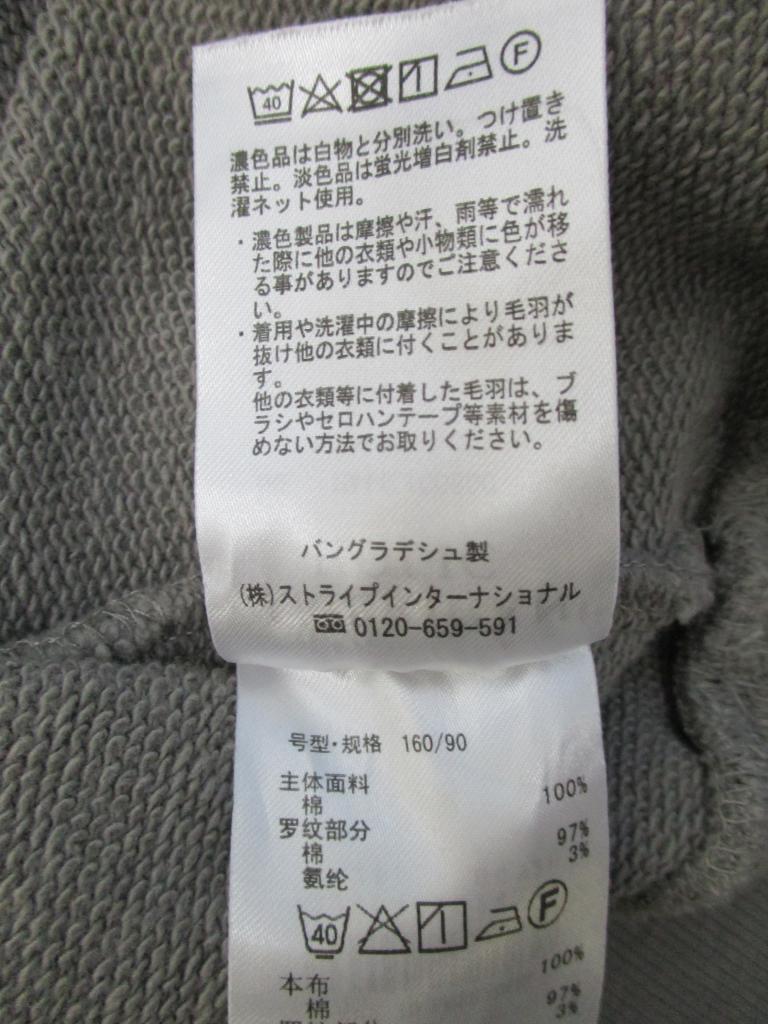 40 F
濃色品は白物と分別洗い。つけ置き
禁止。淡色品は蛍光増白剤禁止。洗
濯ネット使用。
・濃色製品は摩擦や汗、雨等で濡れ
た際に他の衣類や小物類に色が移
る事がありますのでご注意くださ
い。
・着用や洗濯中の摩擦により毛羽が
抜け他の衣類に付くことがありま
す。
他の衣類等に付着した毛羽は、ブ
ラシやセロハンテープ等素材を傷
めない方法でお取りください。
バングラデシュ製
(株)ストライプインターナショナル
0120-659-591
号型・规格 160/90
主体面料 100%
棉
罗纹部分 97%
棉 3%
氨纶
40 F
本布 100%
棉 97%
3%